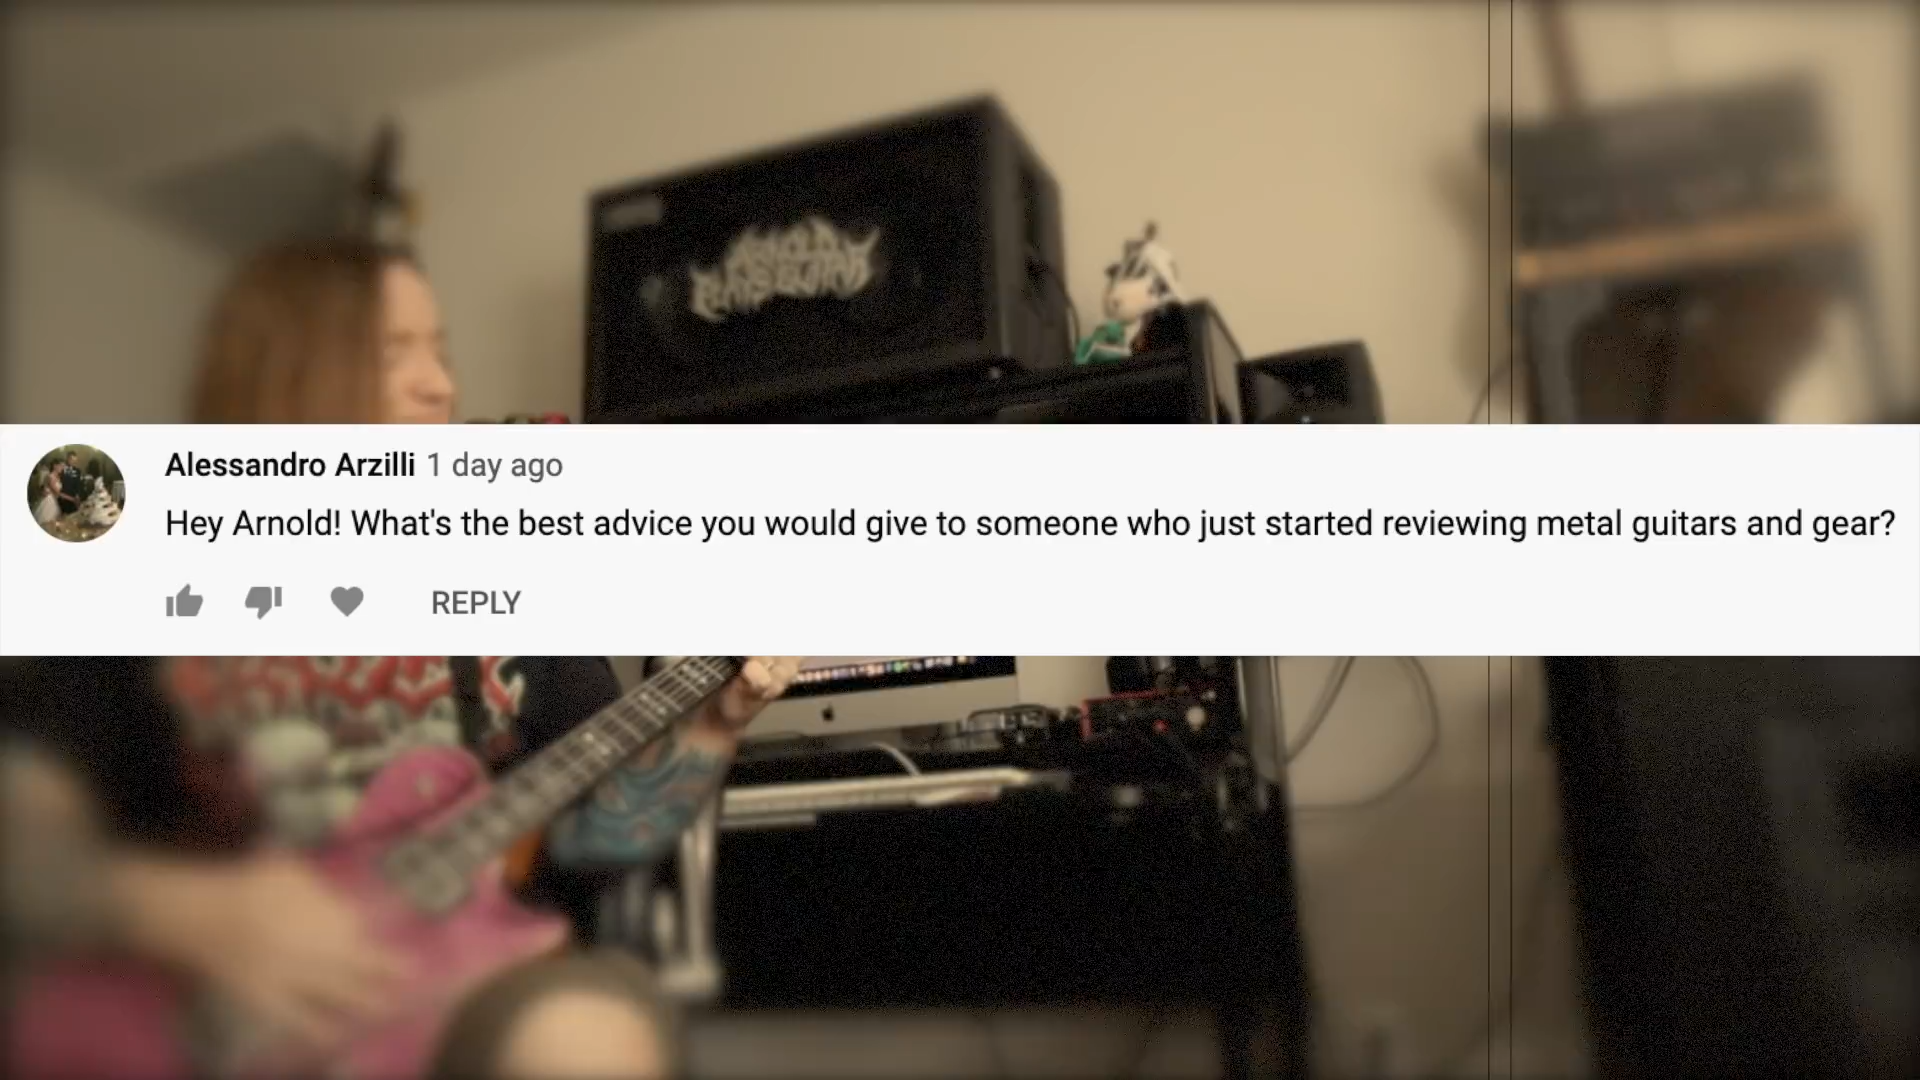 Alessandro Arzilli 1 day ago
Hey Arnold! What's the best advice you would give to someone who just started reviewing metal guitars and gear?
REPLY